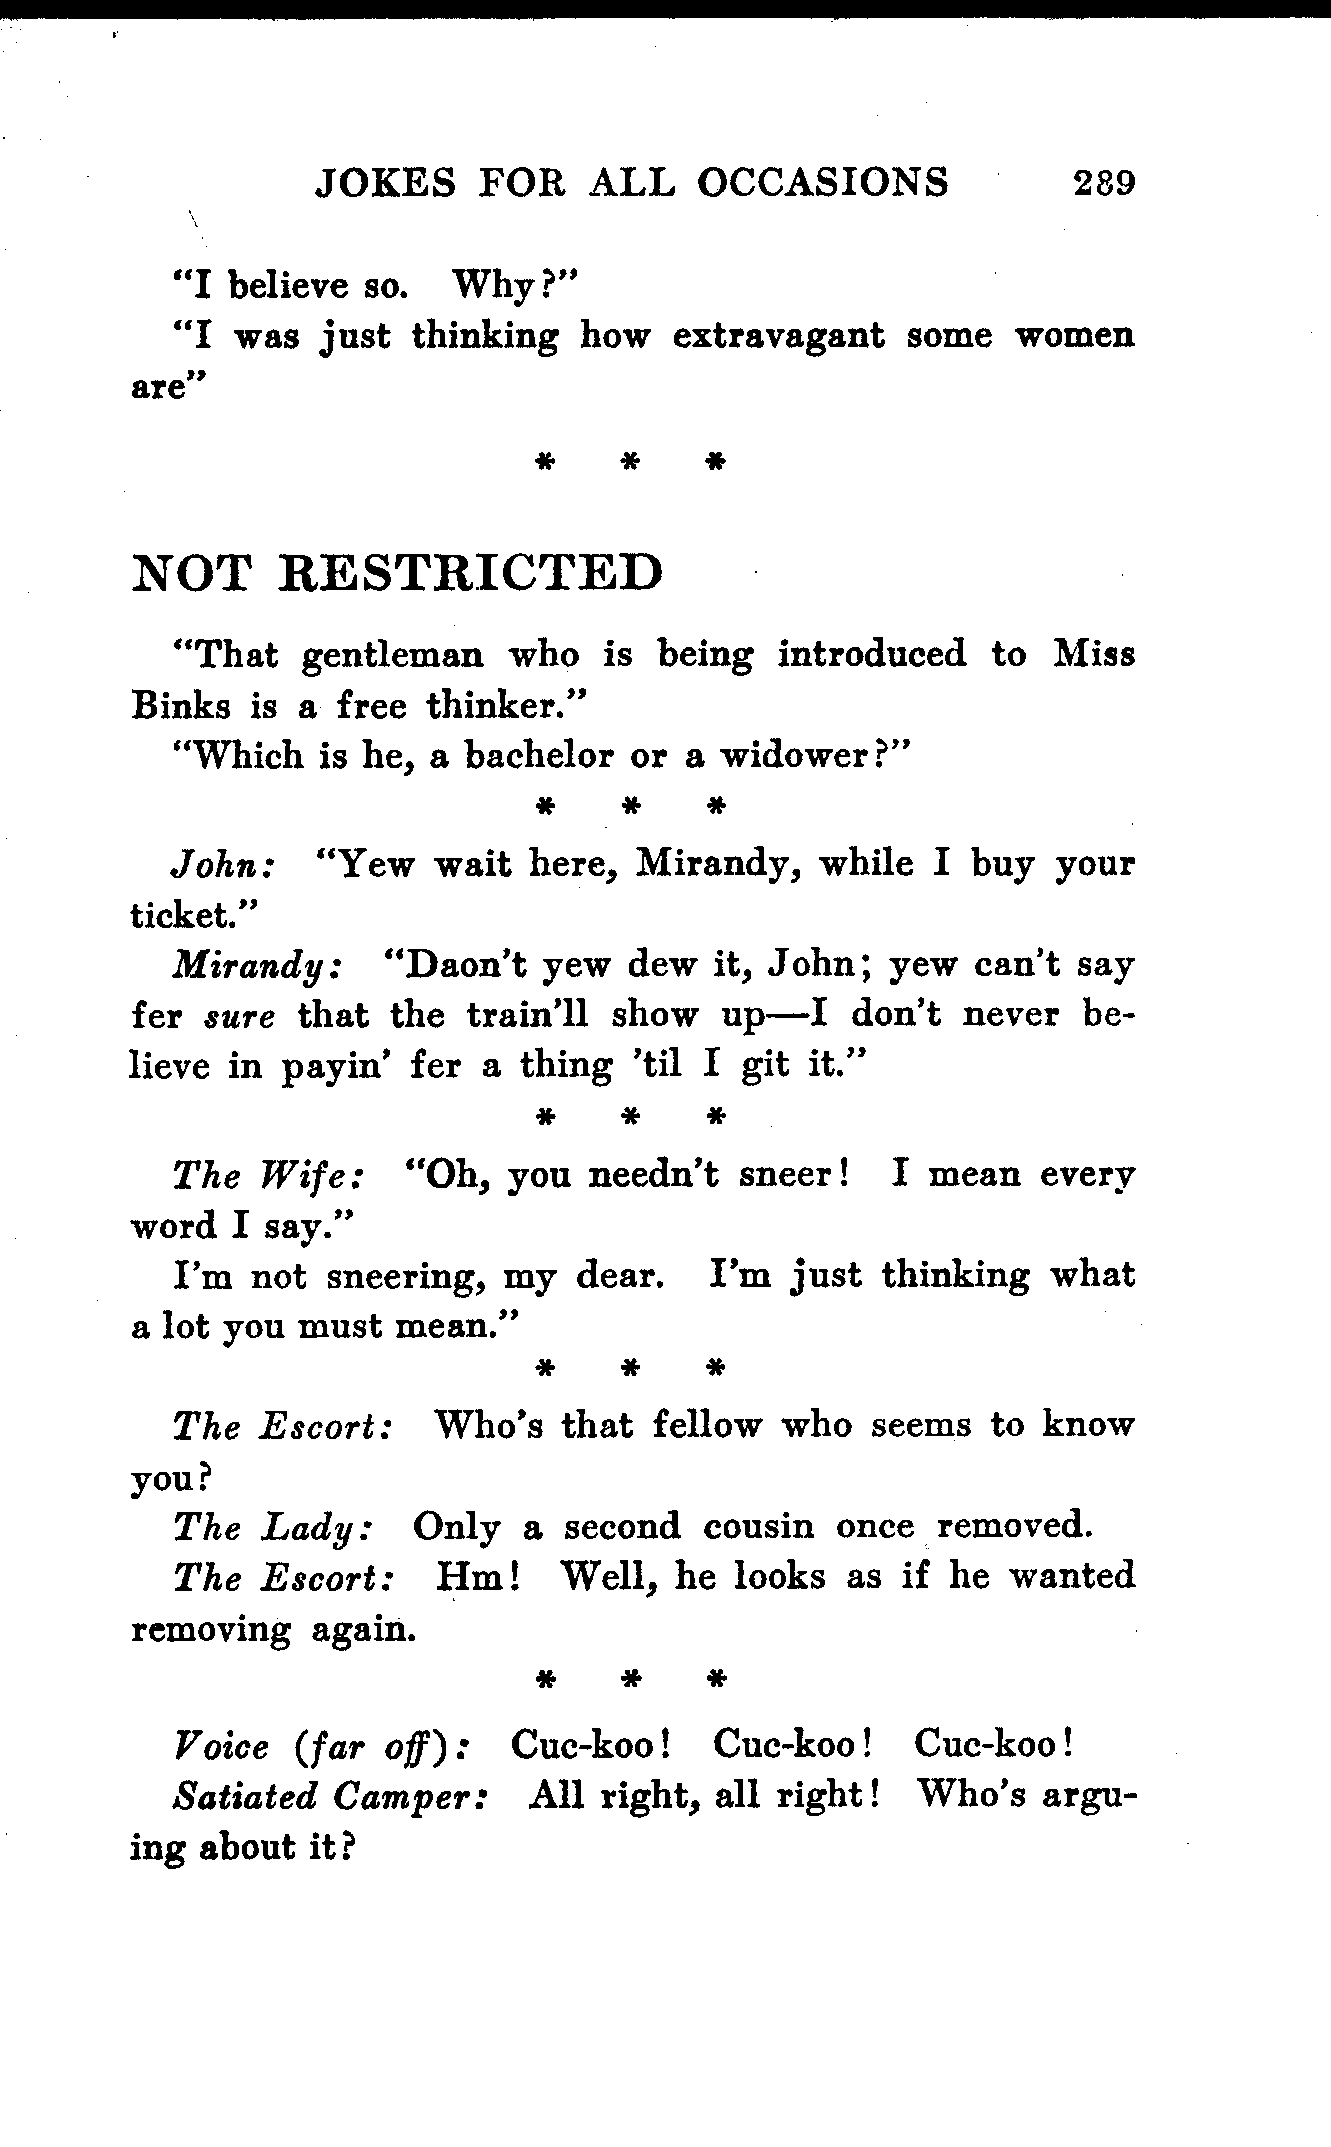 JOKES FOR ALL OCCASIONS 289
"I believe so. Why?"
"I was just thinking how extravagant some women
are"
* * *
NOT RESTRICTED
"That gentleman who is being introduced to Miss
Binks is a free thinker."
"Which is he, a bachelor or a widower?"
* * *
John: "Yew wait here, Mirandy, while I buy your
ticket."
Mirandy: "Daon't yew dew it, John; yew can't say
fer sure that the train'll show up—I don't never be-
lieve in payin' fer a thing 'til I git it."
* * *
The Wife: "Oh, you needn't sneer! I mean every
word I say."
I'm not sneering, my dear. I'm just thinking what
a lot you must mean."
* * *
The Escort: Who's that fellow who seems to know
you?
The Lady: Only a second cousin once removed.
The Escort: Hm! Well, he looks as if he wanted
removing again.
* * *
Voice (far off): Cuc-koo! Cuc-koo! Cuc-koo!
Satiated Camper: All right, all right! Who's argu-
ing about it?